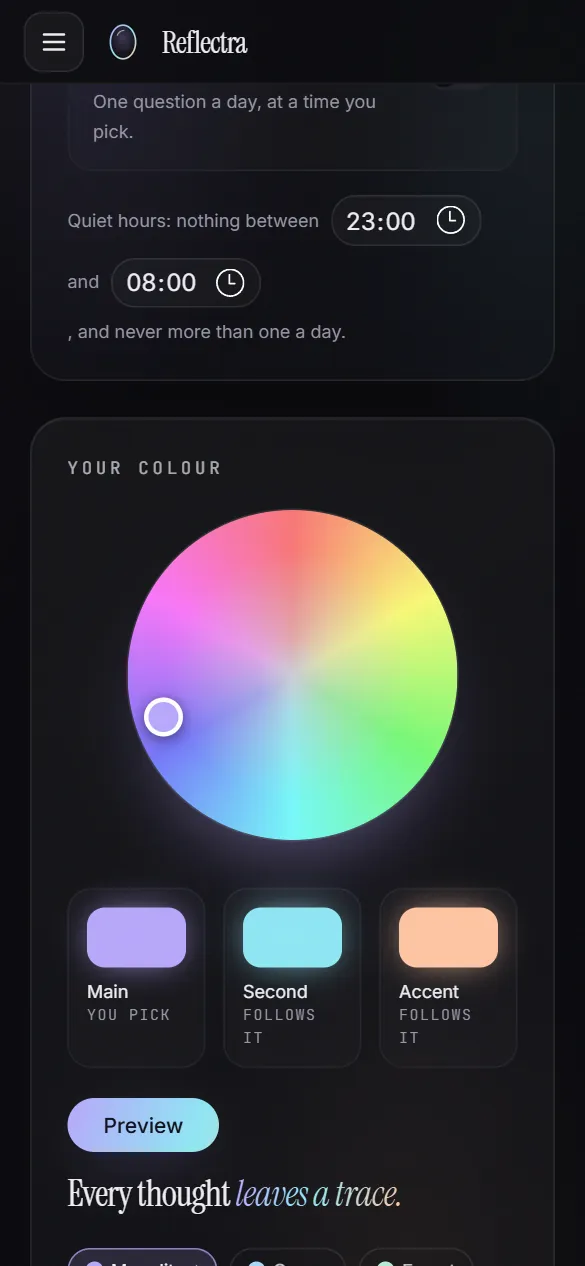 Reflectra
One question a day, at a time you
pick.
Quiet hours: nothing between 23:00
and 08:00
, and never more than one a day.
YOUR COLOUR
Main
YOU PICK
Second
FOLLOWS
IT
Accent
FOLLOWS
IT
Preview
Every thought leaves a trace.